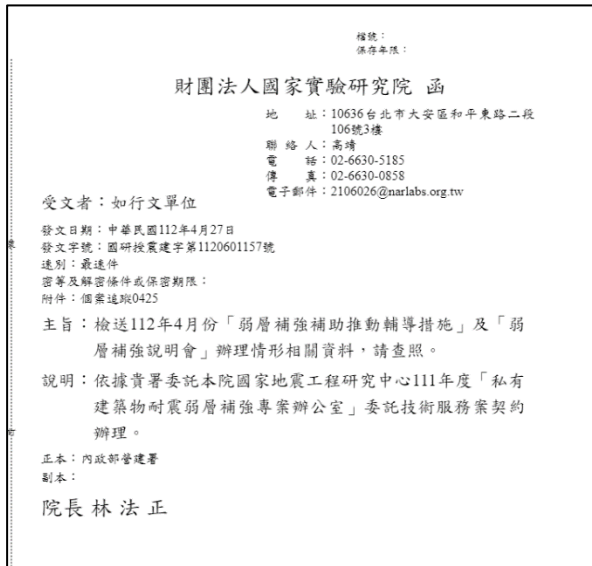 檔號：
保存年限：
財團法人國家實驗研究院 函
地 址：10636台北市大安區和平東路二段
106號3樓
聯 絡 人：高靖
電 話：02-6630-5185
傳 真：02-6630-0858
電子郵件：2106026@narlabs.org.tw
受文者：如行文單位
發文日期：中華民國112年4月27日
發文字號：國研授震建字第1120601157號
速別：最速件
密等及解密條件或保密期限：
附件：個案追蹤0425
主旨：檢送112年4月份「弱層補強補助推動輔導措施」及「弱
層補強說明會」辦理情形相關資料，請查照。
說明：依據貴署委託本院國家地震工程研究中心111年度「私有
建築物耐震弱層補強專案辦公室」委託技術服務案契約
辦理。
正本：內政部營建署
副本：
院長 林 法 正